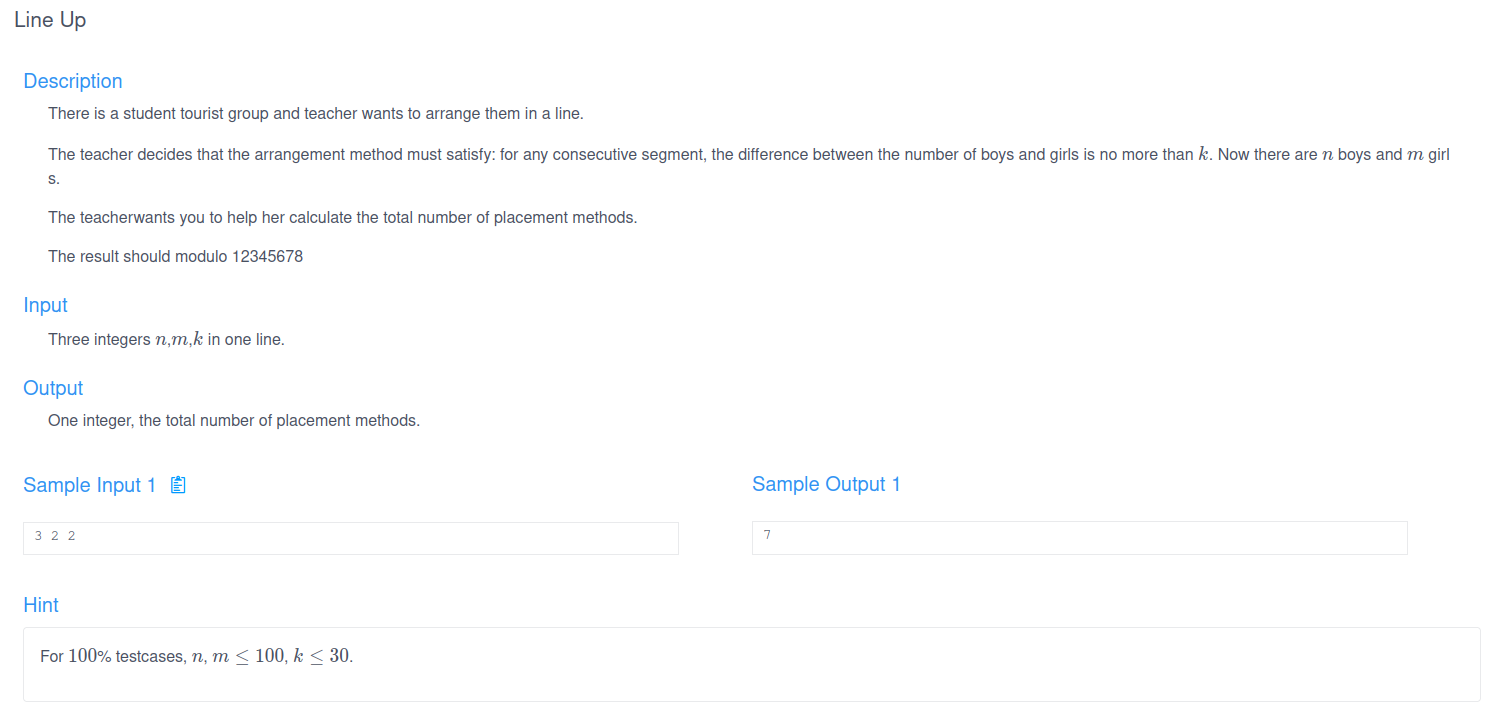 Line Up
Description
There is a student tourist group and teacher wants to arrange them in a line.
The teacher decides that the arrangement method must satisfy: for any consecutive segment, the difference between the number of boys and girls is no more than k. Now there are n boys and m girl
s.
The teacherwants you to help her calculate the total number of placement methods.
The result should modulo 12345678
Input
Three integers n,m,k in one line.
Output
One integer, the total number of placement methods.
Sample Input 1
Sample Output 1
3 2 2
7
Hint
For 100% testcases, n, m ≤ 100, k ≤ 30.